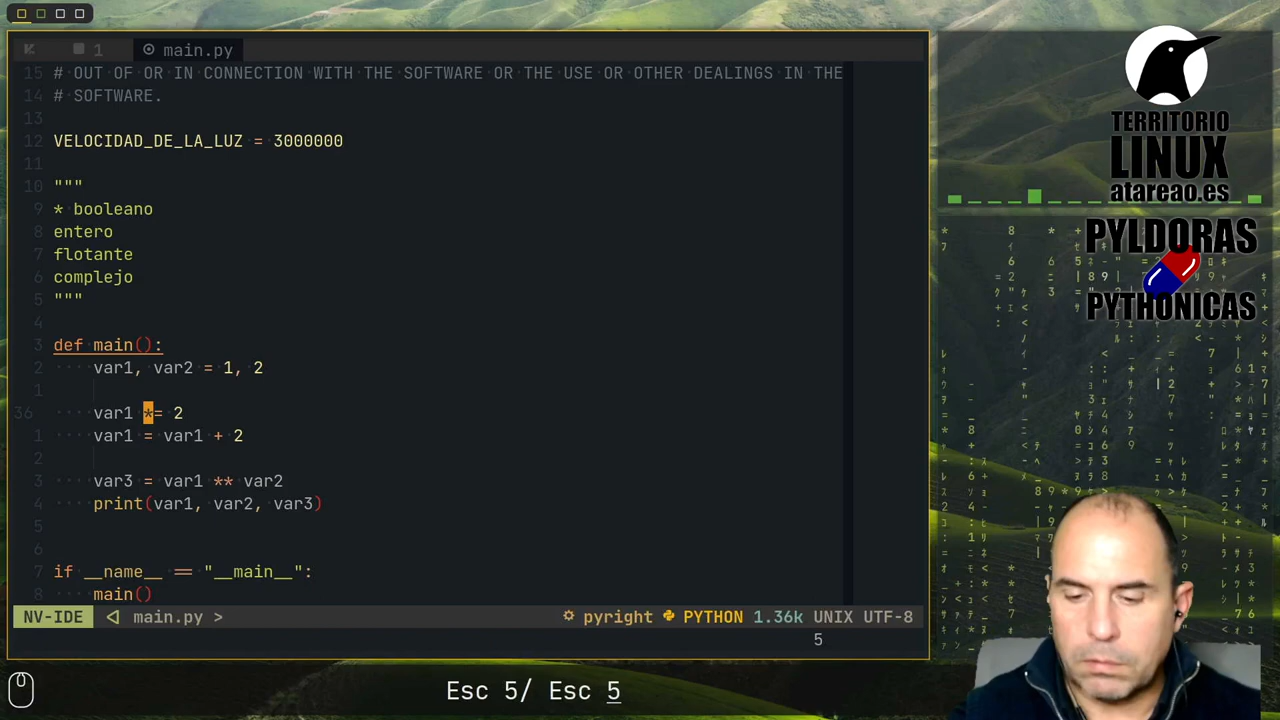 1 main.py
15 # OUT OF OR IN CONNECTION WITH THE SOFTWARE OR THE USE OR OTHER DEALINGS IN THE
14 # SOFTWARE.
13
12 VELOCIDAD_DE_LA_LUZ = 3000000
11
10 """
9 * booleano
8 entero
7 flotante
6 complejo
5 """
4
3 def main():
2 var1, var2 = 1, 2
1
36 var1 *= 2
1 var1 = var1 + 2
2
3 var3 = var1 ** var2
4 print(var1, var2, var3)
5
6
7 if __name__ == "__main__":
8 main()
NV-IDE main.py > pyright PYTHON 1.36k UNIX UTF-8
5
Esc 5/ Esc 5
TERRITORIO
LINUX
atareao.es
PYLDORAS
PYTHONICAS